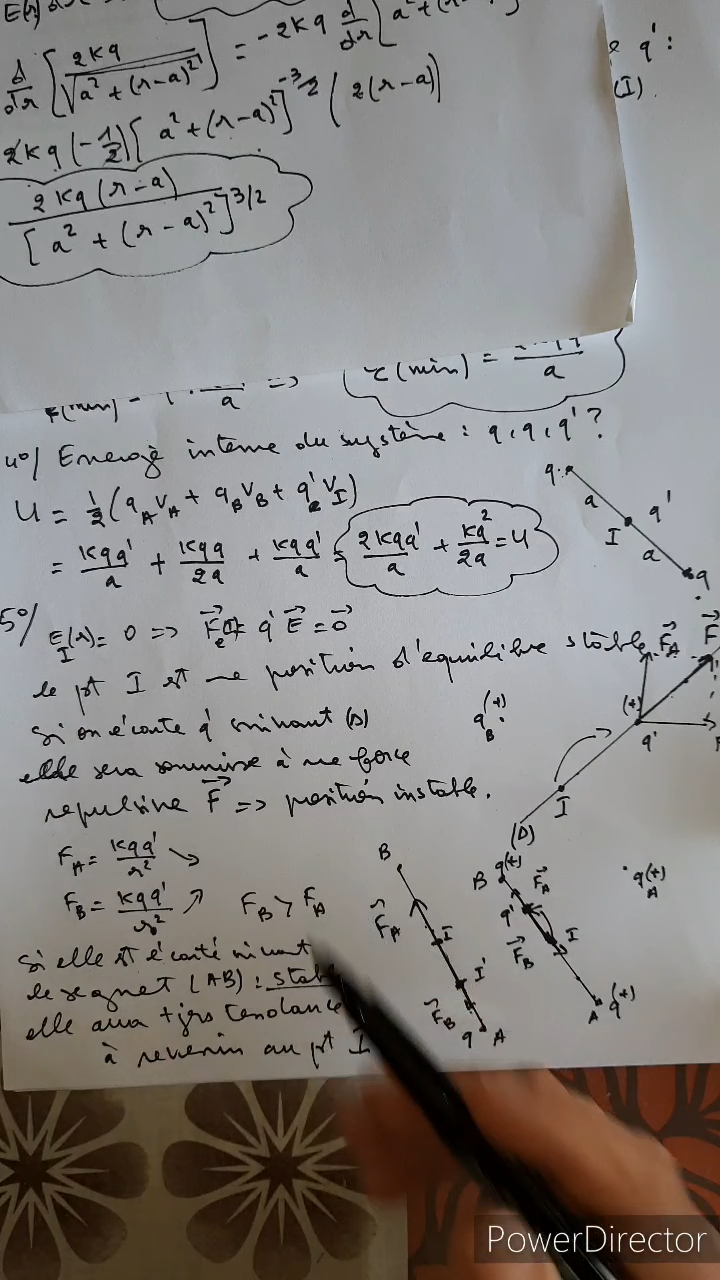 d/dr [2Kq / √(a² + (r-a)²)] = -2Kq d/dr [a² + (r-
2Kq (-1/2) [a² + (r-a)²]^-3/2 (2(r-a))
2Kq (r-a) / [a² + (r-a)²]^3/2
q' :
(I).
(min) = / a
4°/ Energie interne du système : q, q, q' ?
U = 1/2 (q_A V_A + q_B V_B + q' V_I)
= Kqq'/a + Kqq/2a + Kqq'/a = 2Kqq'/a + Kq²/2a = U
q
a
I
q'
a
q
5°/ E_I(r) = 0 => F_e = q' E = 0
le pt I est une position d'équilibre stable
si on écarte q' suivant (D)
elle sera soumise à une force
repulsive F => position instable.
F_A = Kqq'/r² ↘
F_B = Kqq'/r² ↗ F_B > F_A
si elle est écarté suivant
le segment (AB) : stab
elle aura tjrs tendance
à revenir au pt I
q(+)
B
F_A
F
(+)
q'
I
(D)
q(+)
A
B
F_A
I
I'
F_B
q A
B q(+)
F_A
q'
F_B
I
A q(+)
PowerDirector